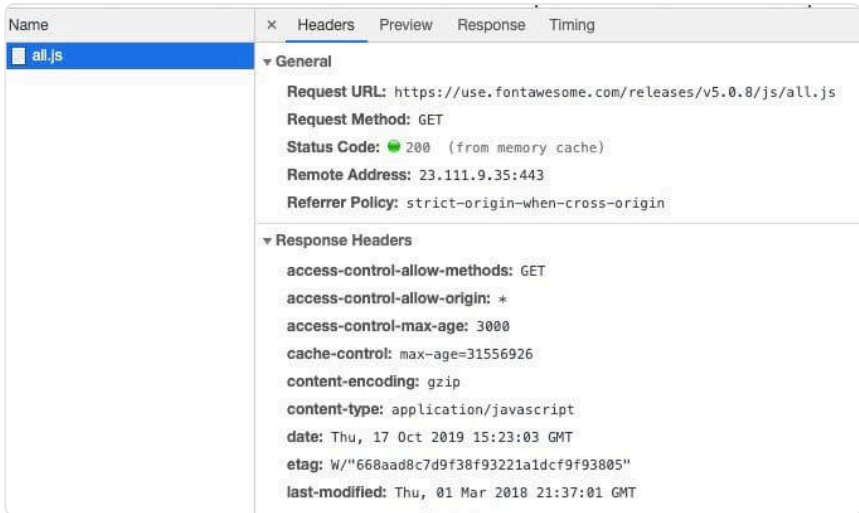 Name
× Headers Preview Response Timing
all.js
▼ General
Request URL: https://use.fontawesome.com/releases/v5.0.8/js/all.js
Request Method: GET
Status Code: 200 (from memory cache)
Remote Address: 23.111.9.35:443
Referrer Policy: strict-origin-when-cross-origin
▼ Response Headers
access-control-allow-methods: GET
access-control-allow-origin: *
access-control-max-age: 3000
cache-control: max-age=31556926
content-encoding: gzip
content-type: application/javascript
date: Thu, 17 Oct 2019 15:23:03 GMT
etag: W/"668aad8c7d9f38f93221a1dcf9f93805"
last-modified: Thu, 01 Mar 2018 21:37:01 GMT